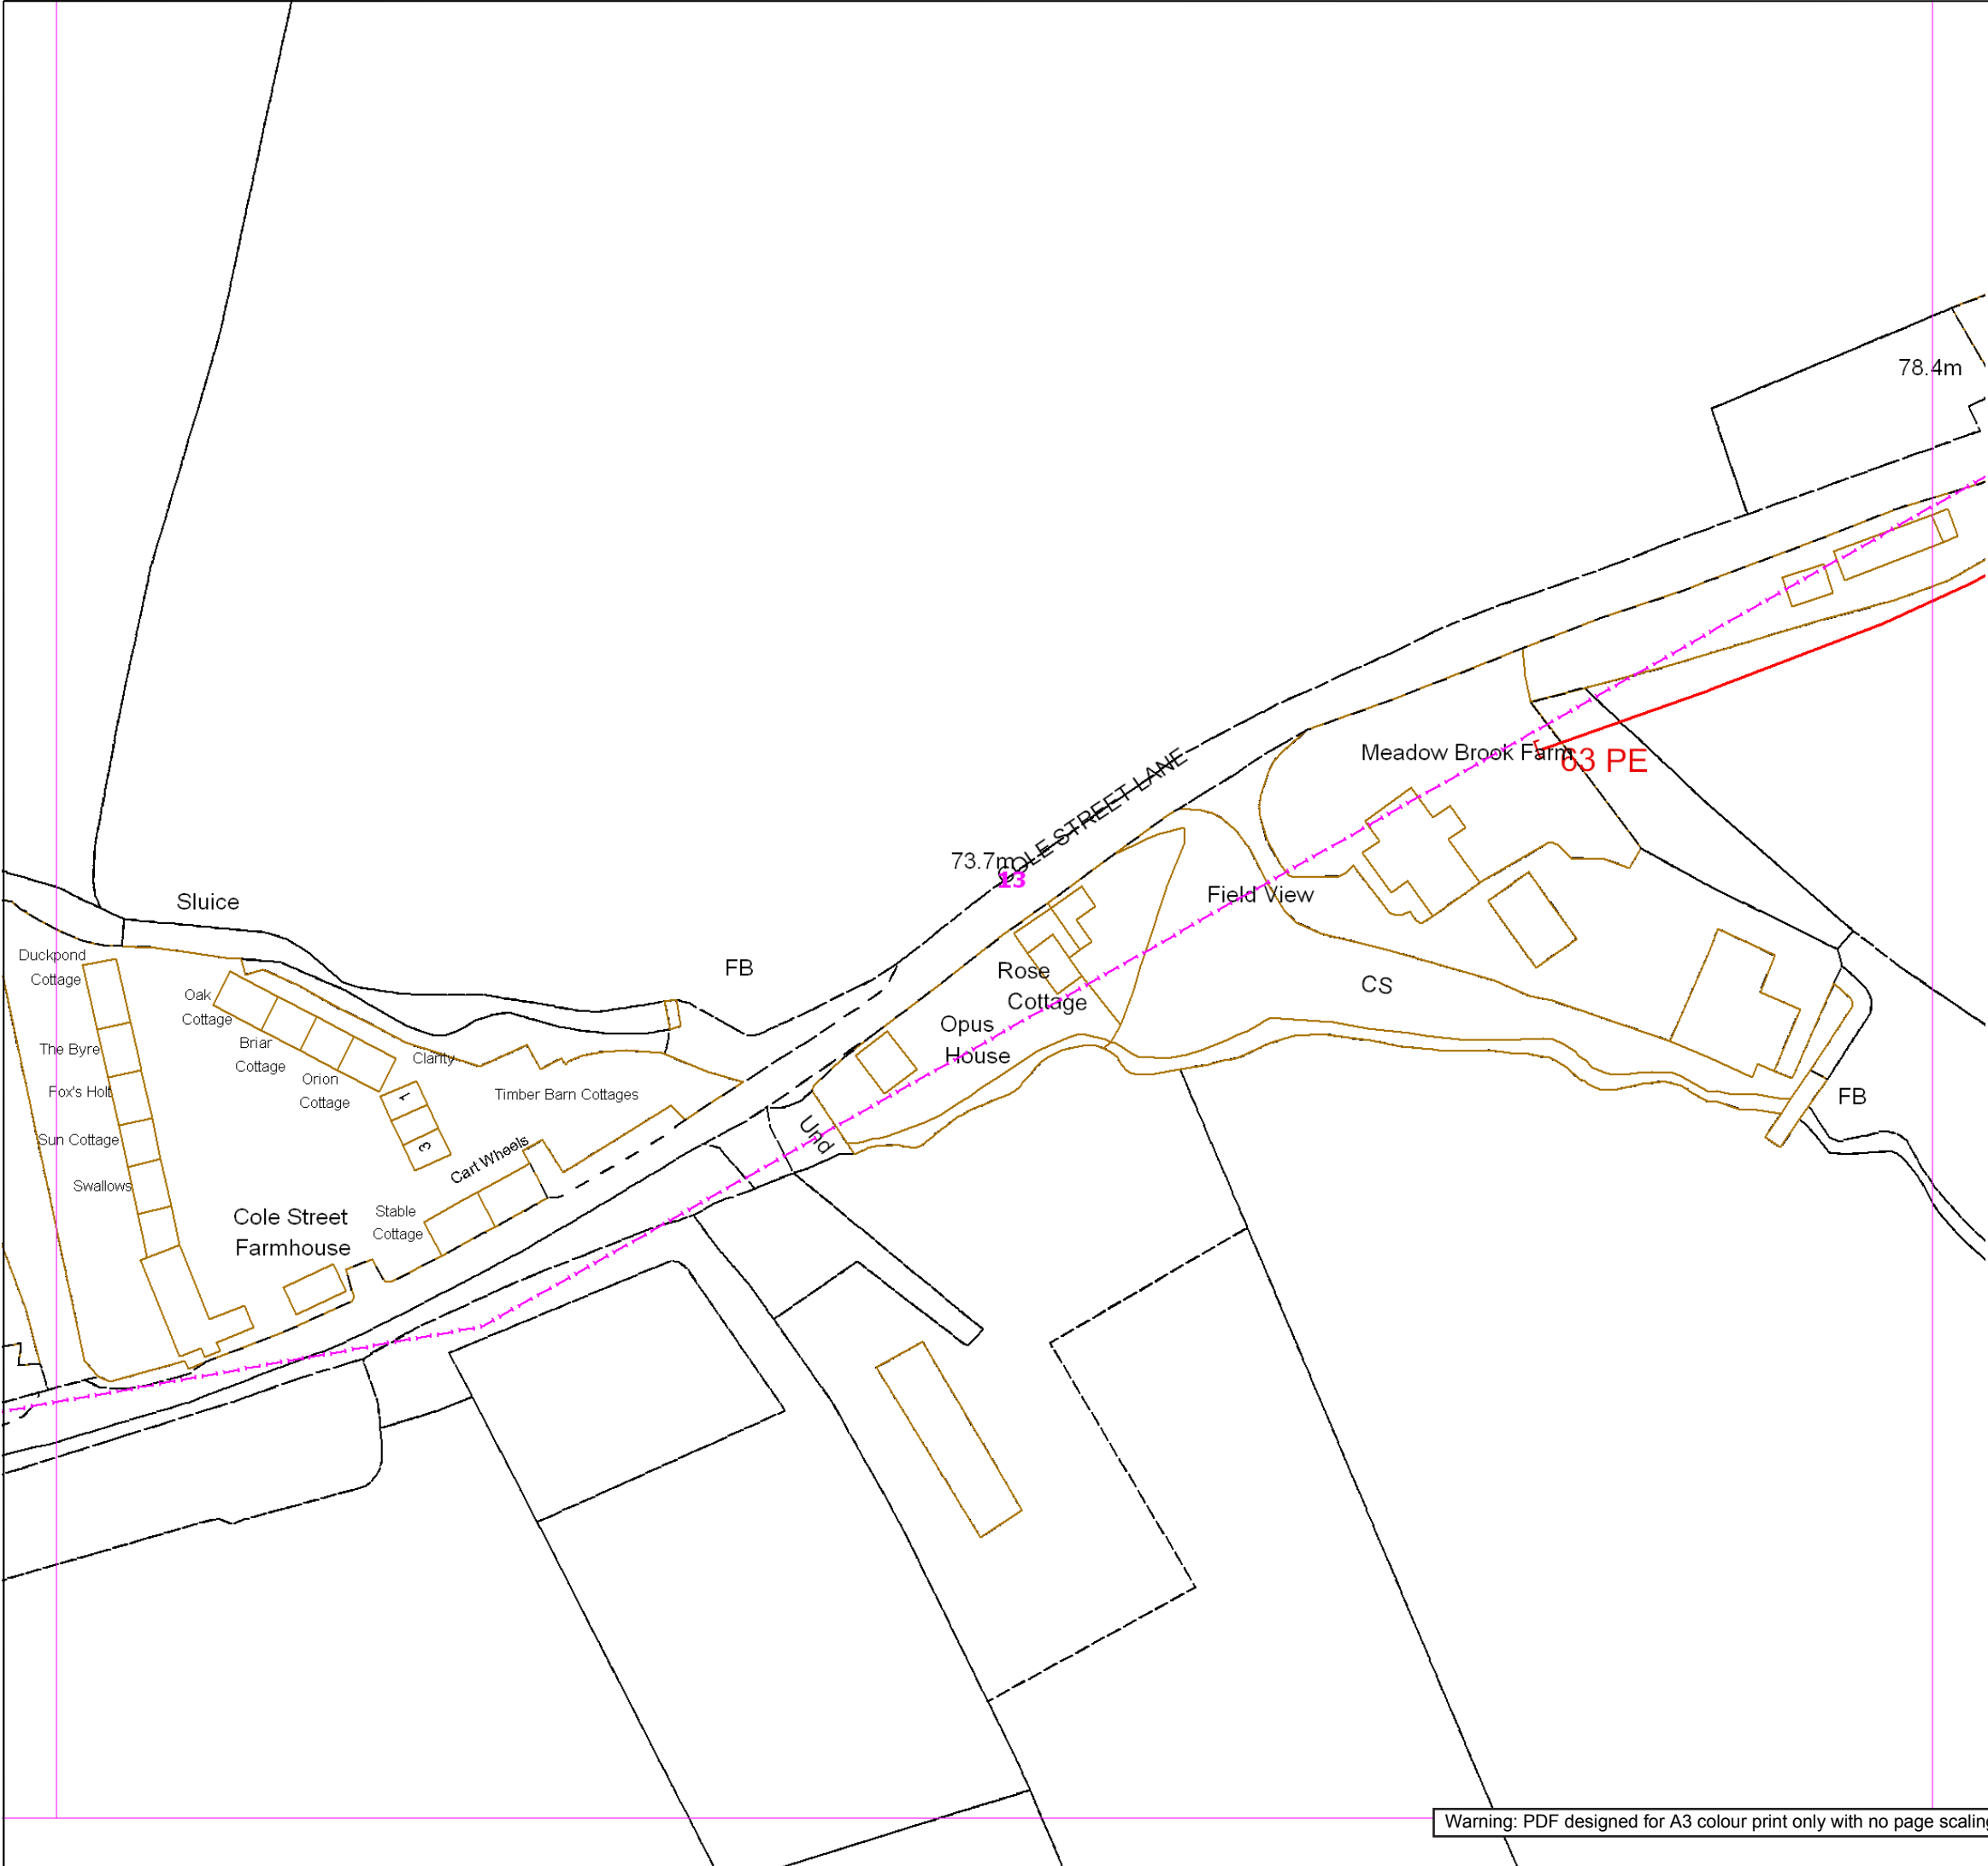 78.4m
Meadow Brook Farm
63 PE
COLE STREET LANE
73.7m
13
Field View
Sluice
Duckpond
Cottage
FB
Rose
Cottage
CS
Oak
Cottage
Opus
House
The Byre
Briar
Cottage
Clarity
Orion
Cottage
Timber Barn Cottages
Fox's Holt
1
FB
Sun Cottage
3
Und
Cart Wheels
Swallows
Stable
Cottage
Cole Street
Farmhouse
Warning: PDF designed for A3 colour print only with no page scaling